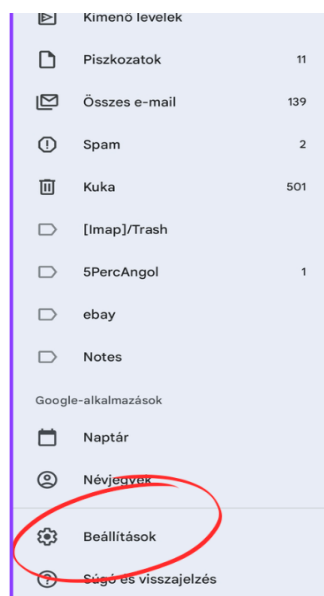 Kimenő levelek
Piszkozatok 11
Összes e-mail 139
Spam 2
Kuka 501
[Imap]/Trash
5PercAngol 1
ebay
Notes
Google-alkalmazások
Naptár
Névjegyek
Beállítások
Súgó és visszajelzés